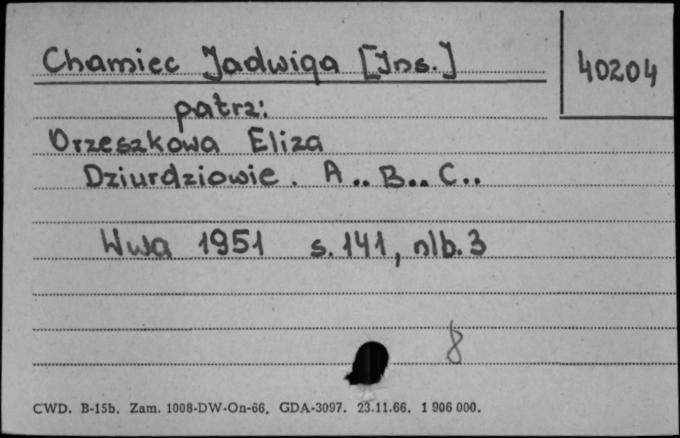 Chamiec Jadwiga [Ins.]
40204
patrz:
Orzeszkowa Eliza
Dziurdziowie. A.. B.. C..
Wwa 1951 s. 141, nlb. 3
8
CWD. B-15b. Zam. 1008-DW-On-66. GDA-3097. 23.11.66. 1 906 000.